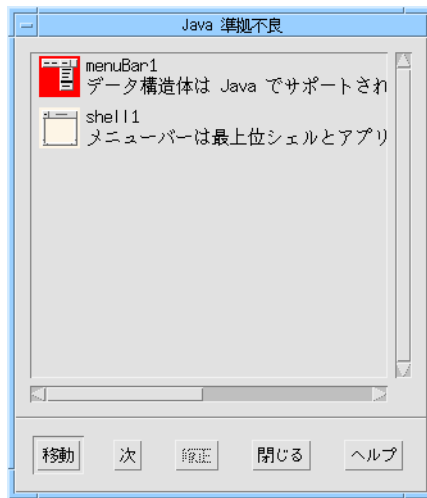 Java 準拠不良
menuBar1
データ構造体は Java でサポートされ
shell1
メニューバーは最上位シェルとアプリ
移動 次 修正 閉じる ヘルプ